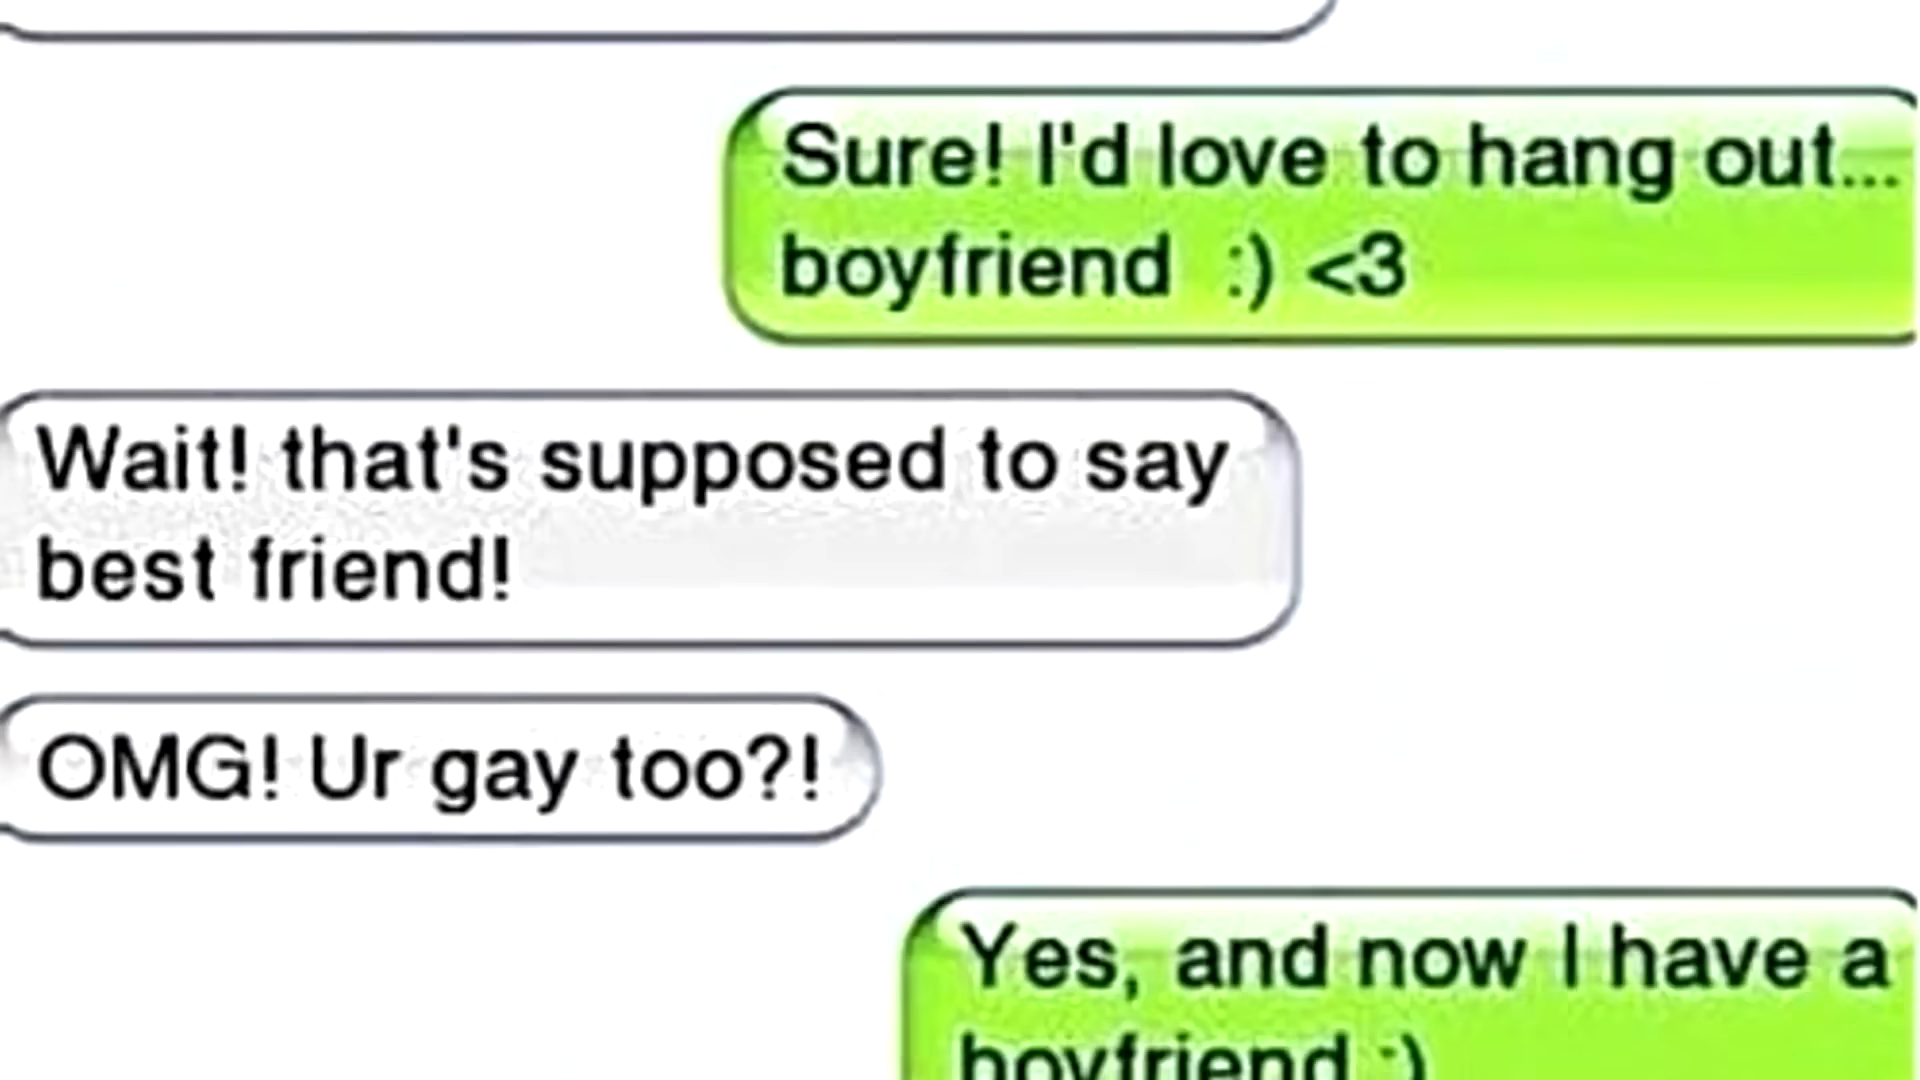 Sure! I'd love to hang out...
boyfriend :) <3
Wait! that's supposed to say
best friend!
OMG! Ur gay too?!
Yes, and now I have a
boyfriend :)